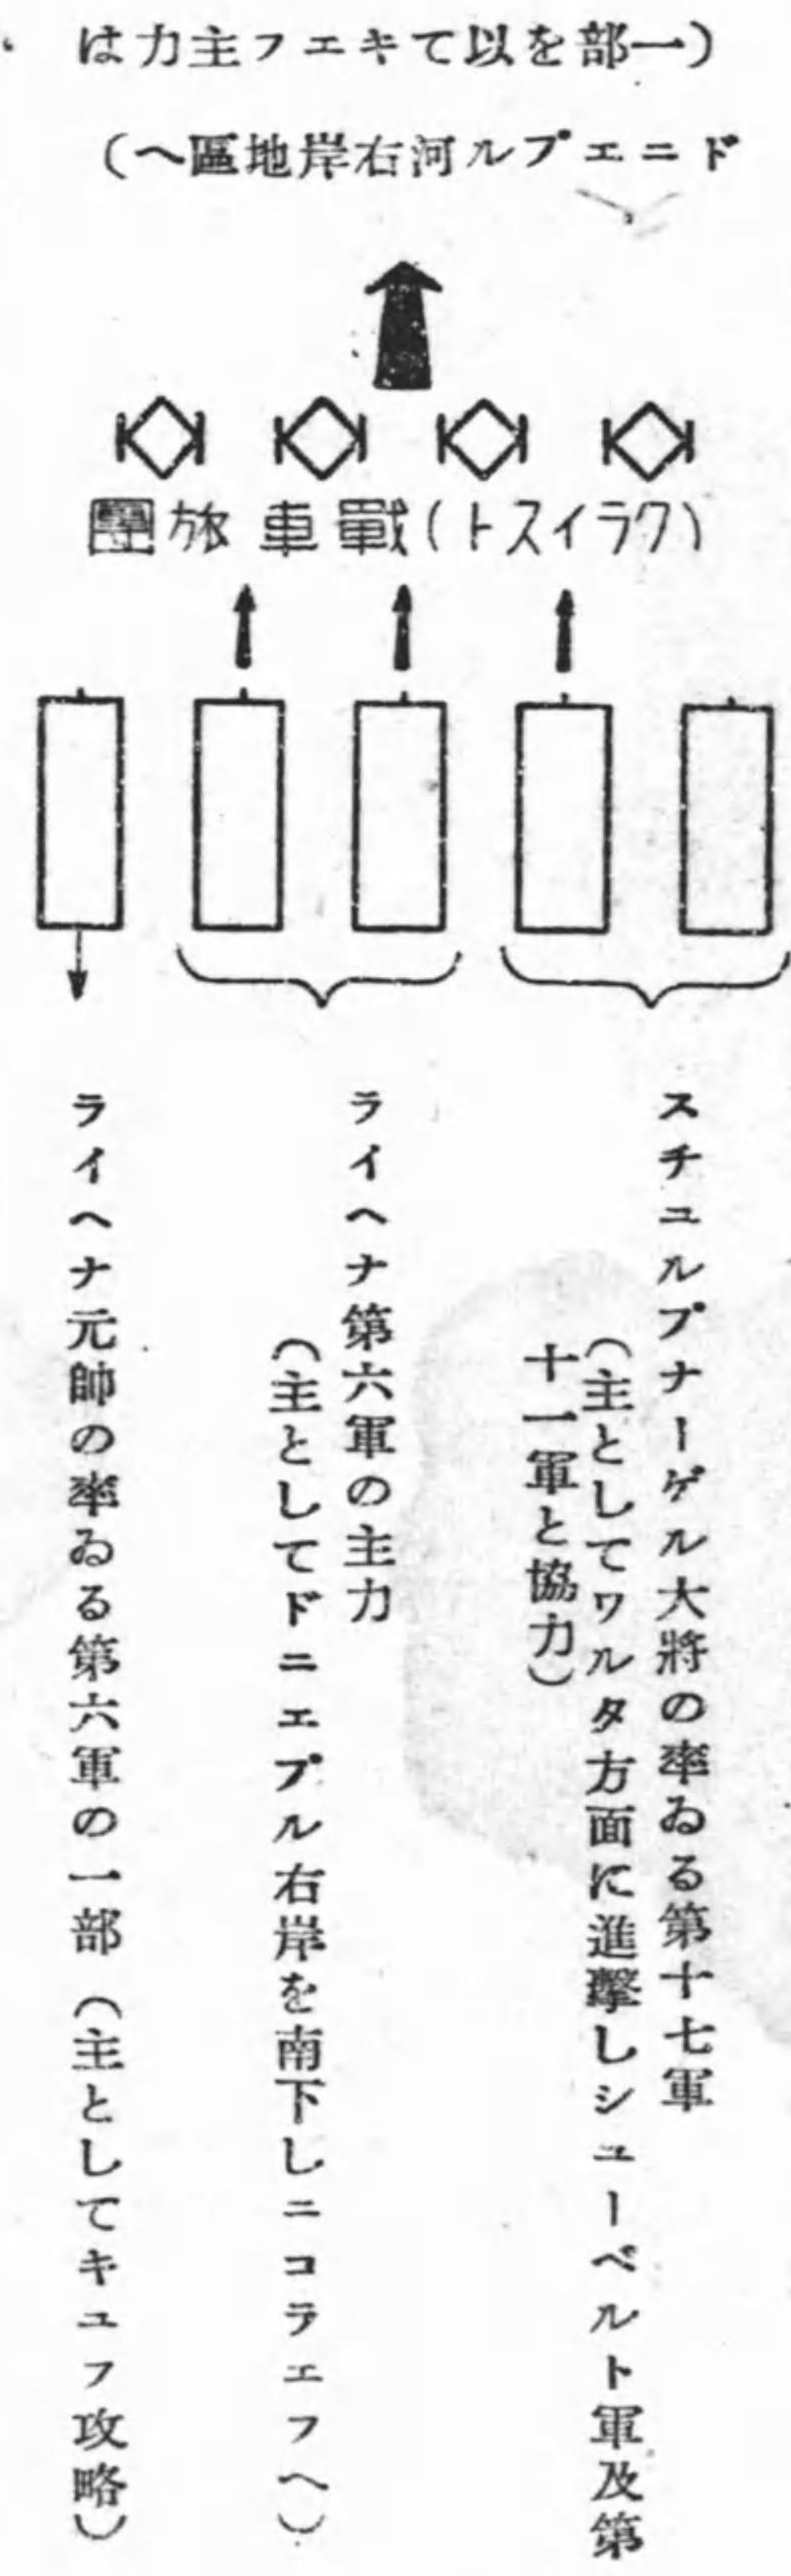 (一部を以てキエフ主力は
ドニエプル河右岸地區へ)
(クライスト)戰車旅團
スチユルプナーゲル大將の率ゐる第十七軍
(主としてワルタ方面に進擊しシユーベルト軍及第
十一軍と協力)
ライヘナ第六軍の主力
(主としてドニエプル右岸を南下しニコラエフへ)
ライヘナ元帥の率ゐる第六軍の一部(主としてキユフ攻略)